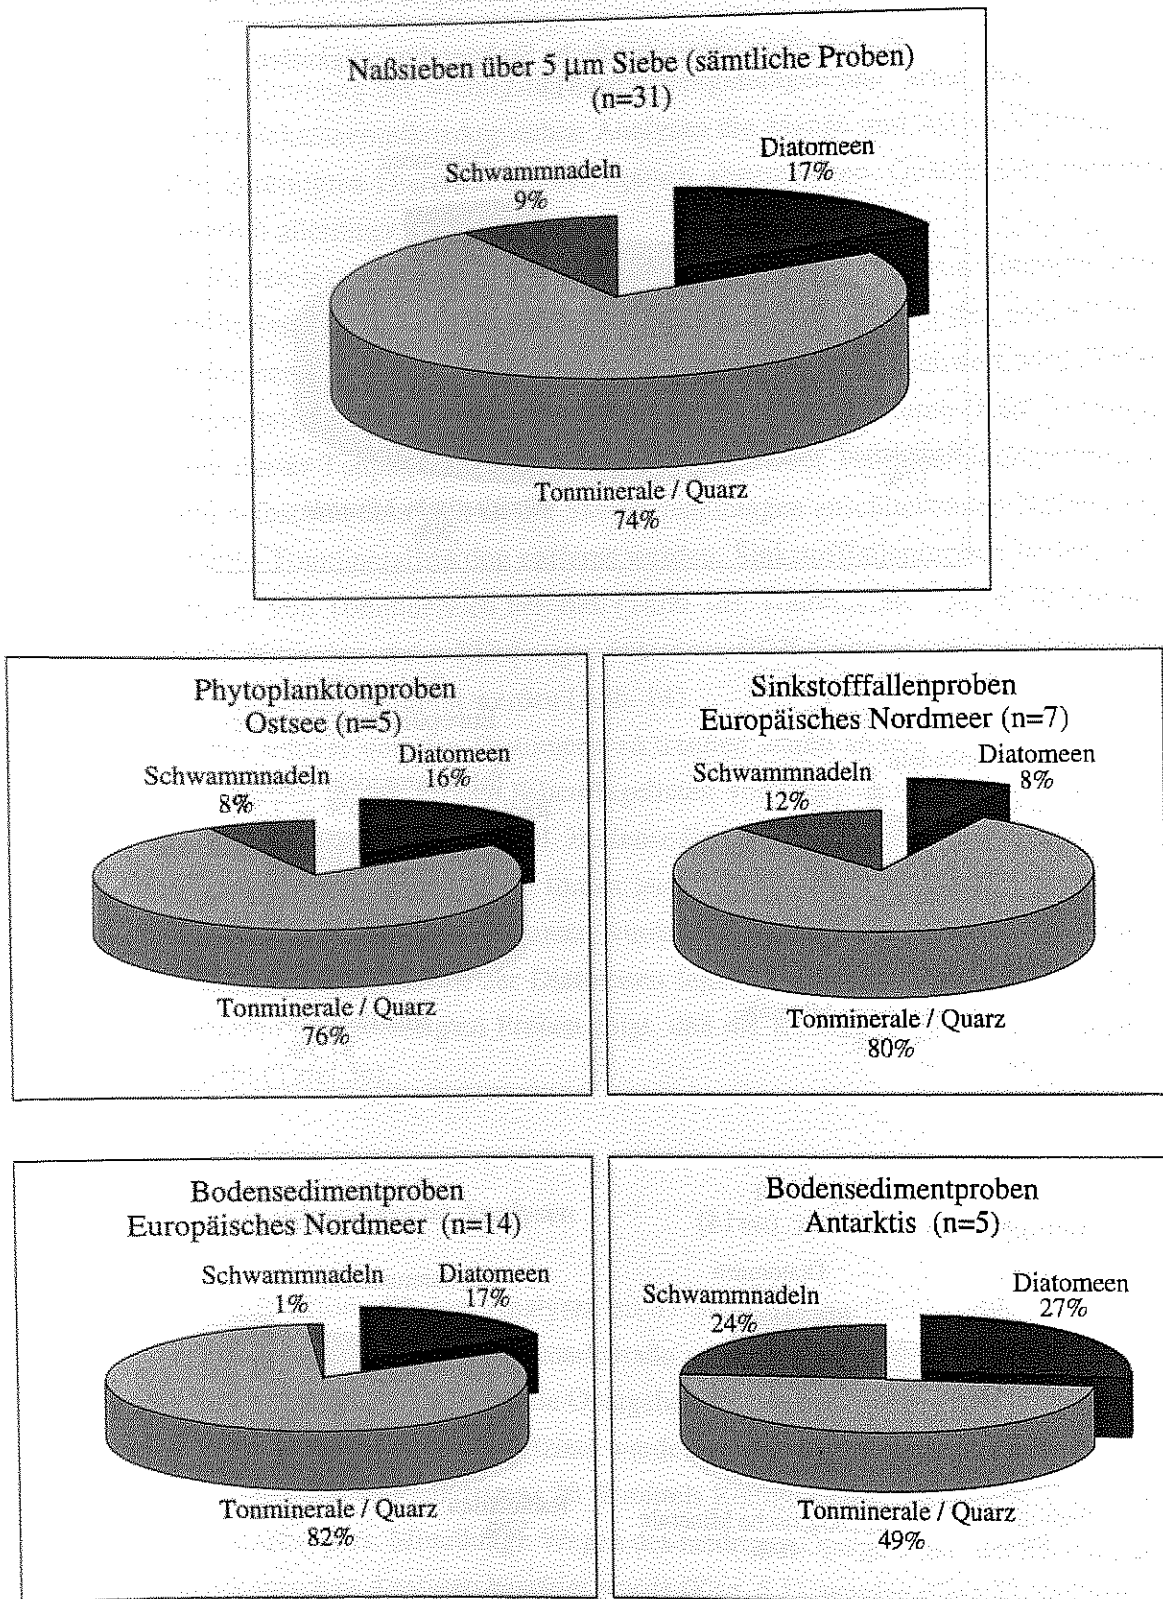 Naßsieben über 5 µm Siebe (sämtliche Proben)
(n=31)
Schwammnadeln
9%
Diatomeen
17%
Tonminerale / Quarz
74%
Phytoplanktonproben
Ostsee (n=5)
Schwammnadeln
8%
Diatomeen
16%
Tonminerale / Quarz
76%
Sinkstofffallenproben
Europäisches Nordmeer (n=7)
Schwammnadeln
12%
Diatomeen
8%
Tonminerale / Quarz
80%
Bodensedimentproben
Europäisches Nordmeer (n=14)
Schwammnadeln
1%
Diatomeen
17%
Tonminerale / Quarz
82%
Bodensedimentproben
Antarktis (n=5)
Schwammnadeln
24%
Diatomeen
27%
Tonminerale / Quarz
49%